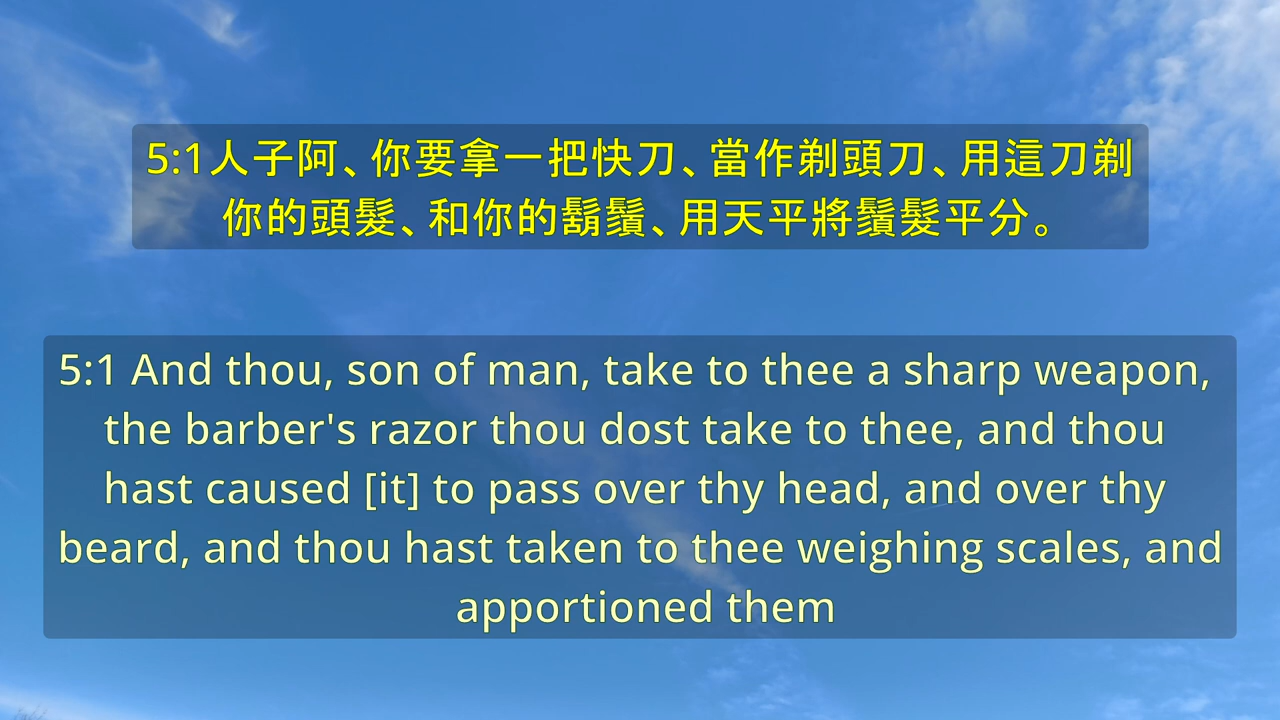 5:1人子阿、你要拿一把快刀、當作剃頭刀、用這刀剃
你的頭髮、和你的鬍鬚、用天平將鬚髮平分。
5:1 And thou, son of man, take to thee a sharp weapon,
the barber's razor thou dost take to thee, and thou
hast caused [it] to pass over thy head, and over thy
beard, and thou hast taken to thee weighing scales, and
apportioned them